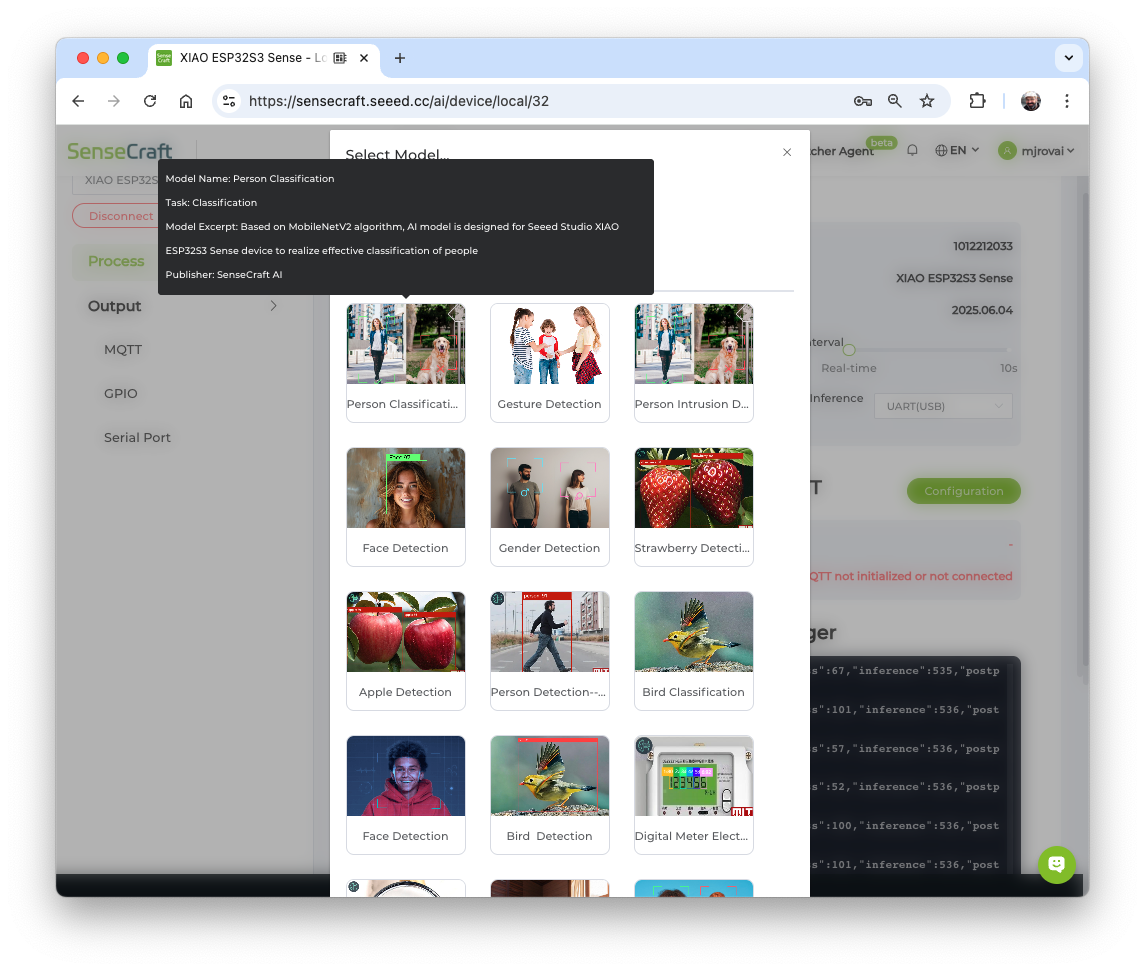 XIAO ESP32S3 Sense - Lo
https://sensecraft.seeed.cc/ai/device/local/32
SenseCraft
Select Model...
cher Agent
beta
EN
mjrovai
XIAO ESP32S
Disconnect
Model Name: Person Classification
Task: Classification
Model Excerpt: Based on MobileNetV2 algorithm, AI model is designed for Seeed Studio XIAO
ESP32S3 Sense device to realize effective classification of people
Publisher: SenseCraft AI
Process
Output
MQTT
GPIO
Serial Port
1012212033
XIAO ESP32S3 Sense
2025.06.04
nterval
Real-time
10s
Inference
UART(USB)
T
Configuration
-
QTT not initialized or not connected
ger
s":67,"inference":535,"postp
s":101,"inference":536,"post
s":57,"inference":536,"postp
s":52,"inference":536,"postp
s":100,"inference":536,"post
s":101,"inference":536,"post
Person Classificati...
Gesture Detection
Person Intrusion D...
Face Detection
Gender Detection
Strawberry Detecti...
Apple Detection
Person Detection--...
Bird Classification
Face Detection
Bird Detection
Digital Meter Elect...